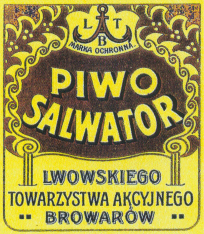 L T
B
MARKA OCHRONNA.
PIWO
SALWATOR
LWOWSKIEGO
TOWARZYSTWA AKCYJNEGO
BROWARÓW